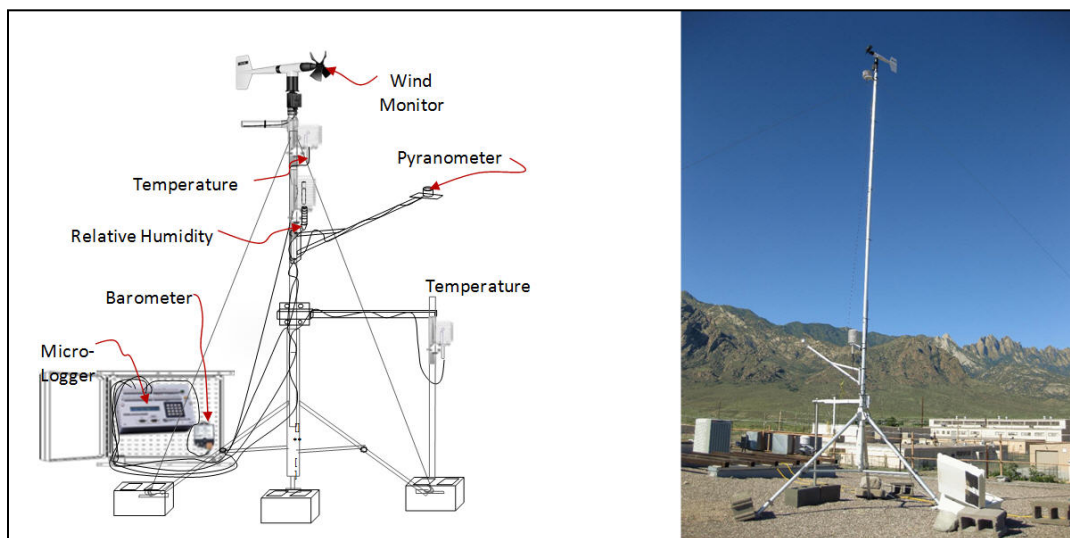 Wind
Monitor
Pyranometer
Temperature
Relative Humidity
Temperature
Barometer
Micro-
Logger